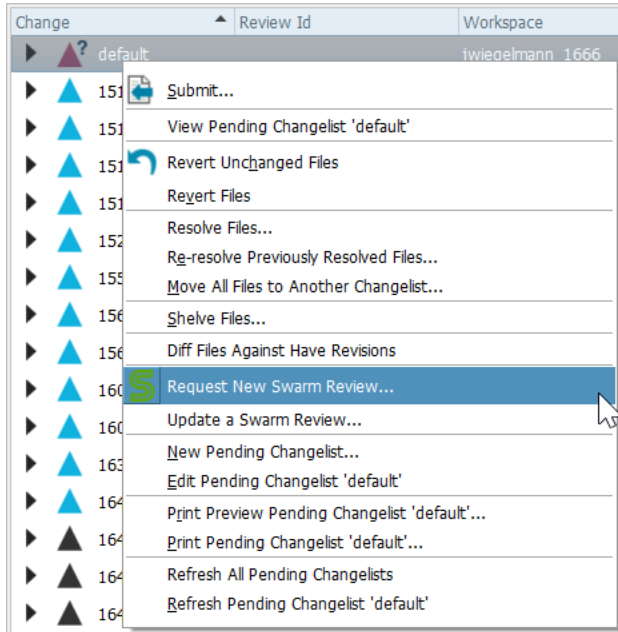 Change Review Id Workspace
default jwiegelmann_1666
151 Submit...
151 View Pending Changelist 'default'
151 Revert Unchanged Files
151 Revert Files
152 Resolve Files...
Re-resolve Previously Resolved Files...
155 Move All Files to Another Changelist...
156 Shelve Files...
156 Diff Files Against Have Revisions
160 Request New Swarm Review...
160 Update a Swarm Review...
163 New Pending Changelist...
Edit Pending Changelist 'default'
164 Print Preview Pending Changelist 'default'...
164 Print Pending Changelist 'default'...
164 Refresh All Pending Changelists
164 Refresh Pending Changelist 'default'